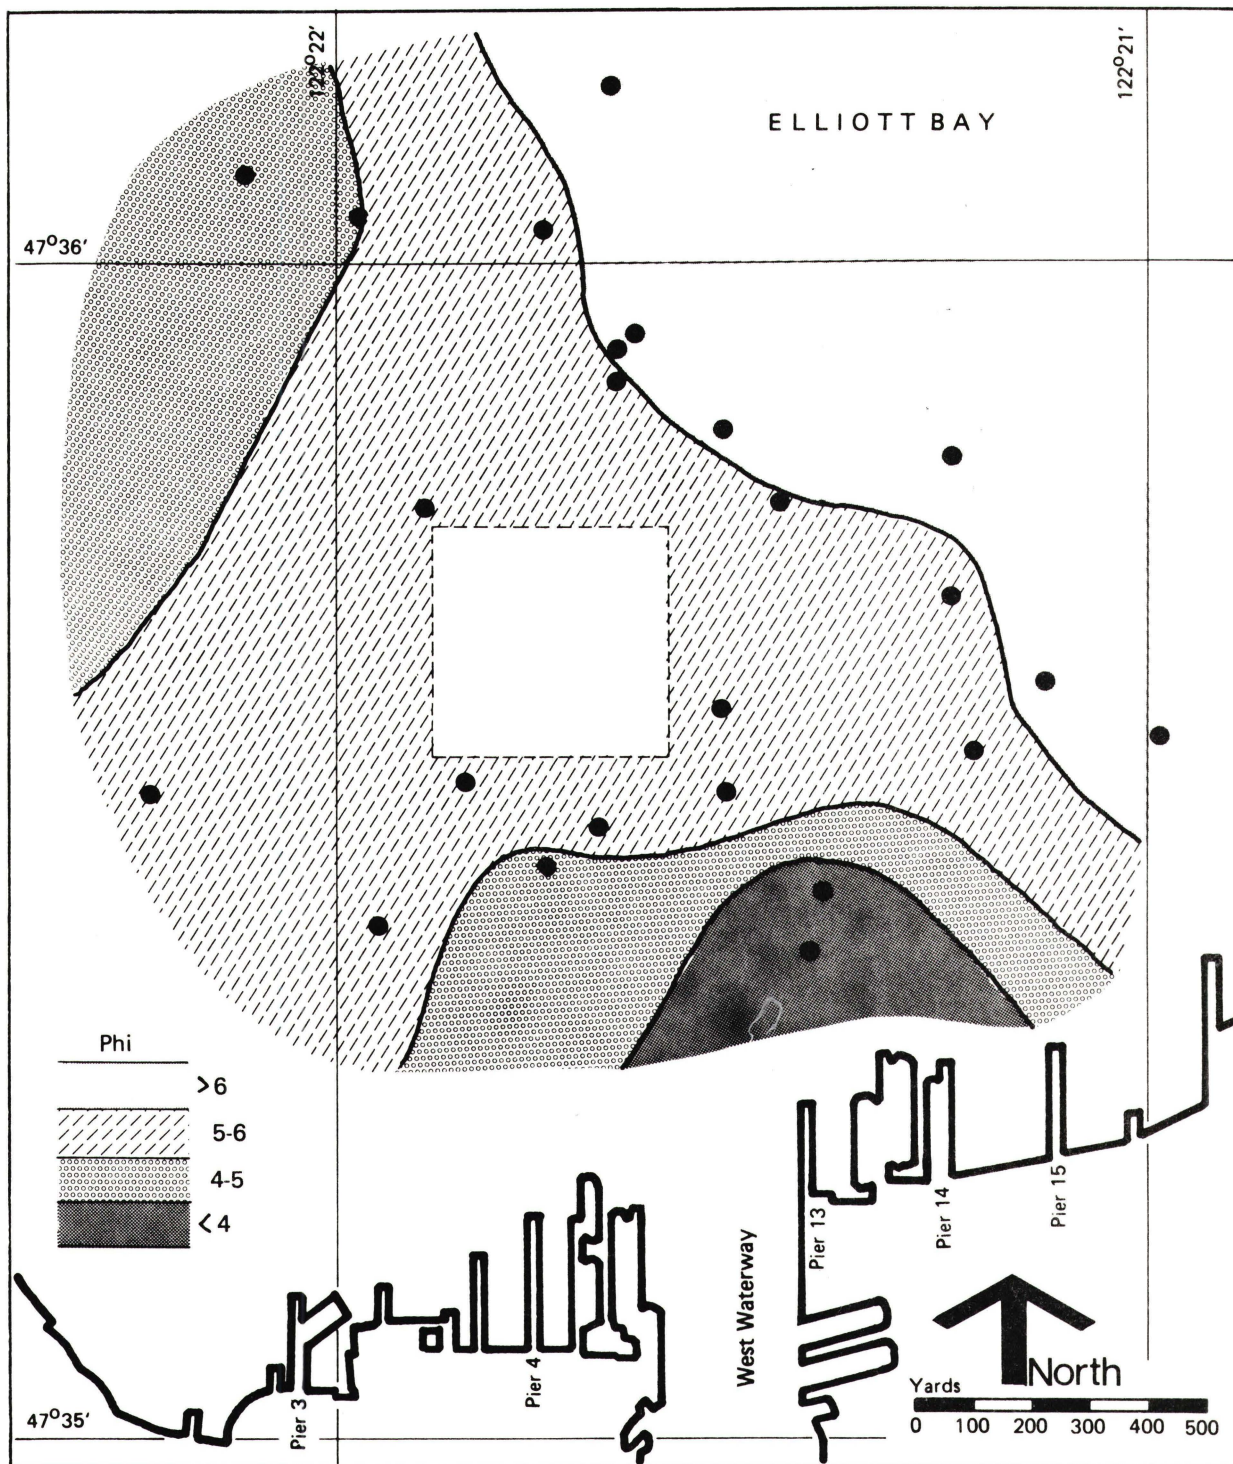 122°22'
122°21'
ELLIOTT BAY
47°36'
Phi
>6
5-6
4-5
<4
Pier 3
Pier 4
West Waterway
Pier 13
Pier 14
Pier 15
North
Yards
0 100 200 300 400 500
47°35'